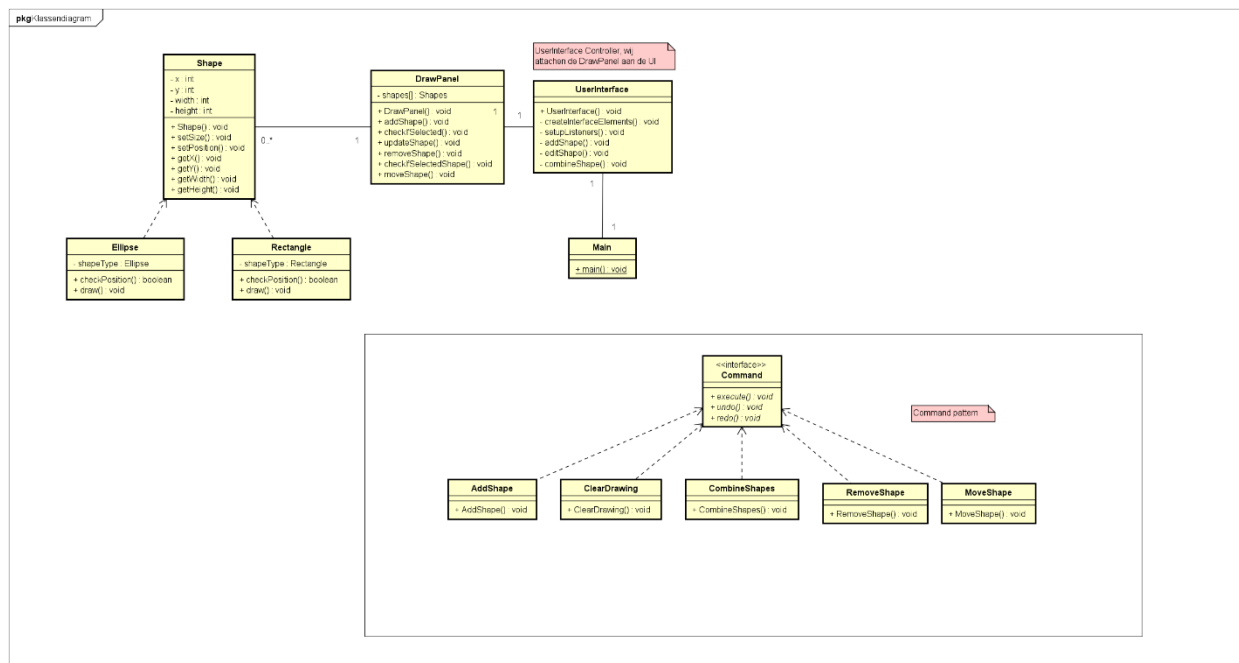 pkg Klassendiagram
Shape
- x : int
- y : int
- width : int
- height : int
+ Shape() : void
+ setSize() : void
+ setPosition() : void
+ getX() : void
+ getY() : void
+ getWidth() : void
+ getHeight() : void
0..*
1
DrawPanel
- shapes[] : Shapes
+ DrawPanel() : void
+ addShape() : void
+ checkifSelected() : void
+ updateShape() : void
+ removeShape() : void
+ checkifSelectedShape() : void
+ moveShape() : void
1
1
UserInterface Controller, wij
attachen de DrawPanel aan de UI
UserInterface
+ UserInterface() : void
- createInterfaceElements() : void
- setupListeners() : void
- addShape() : void
- editShape() : void
- combineShape() : void
1
1
Ellipse
- shapeType : Ellipse
+ checkPosition() : boolean
+ draw() : void
Rectangle
- shapeType : Rectangle
+ checkPosition() : boolean
+ draw() : void
Main
+ main() : void
<<interface>>
Command
+ execute() : void
+ undo() : void
+ redo() : void
Command pattern
AddShape
+ AddShape() : void
ClearDrawing
+ ClearDrawing() : void
CombineShapes
+ CombineShapes() : void
RemoveShape
+ RemoveShape() : void
MoveShape
+ MoveShape() : void